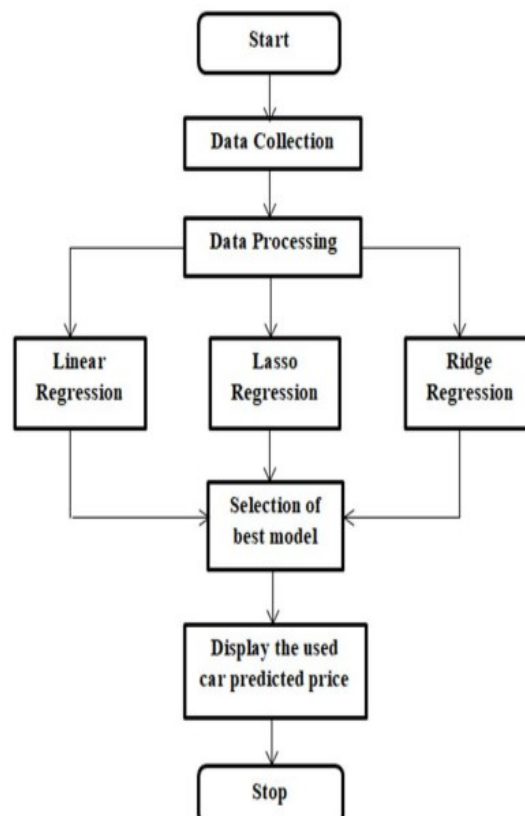 Start
Data Collection
Data Processing
Linear
Regression
Lasso
Regression
Ridge
Regression
Selection of
best model
Display the used
car predicted price
Stop